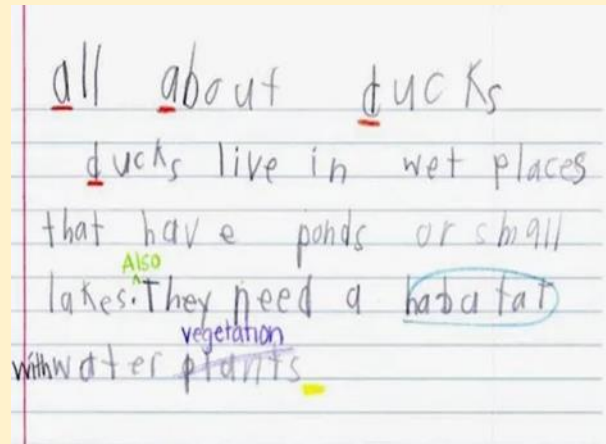 all about ducks
ducks live in wet places
that have ponds or small
Also
lakes. They need a habatat
vegetation
with water plants